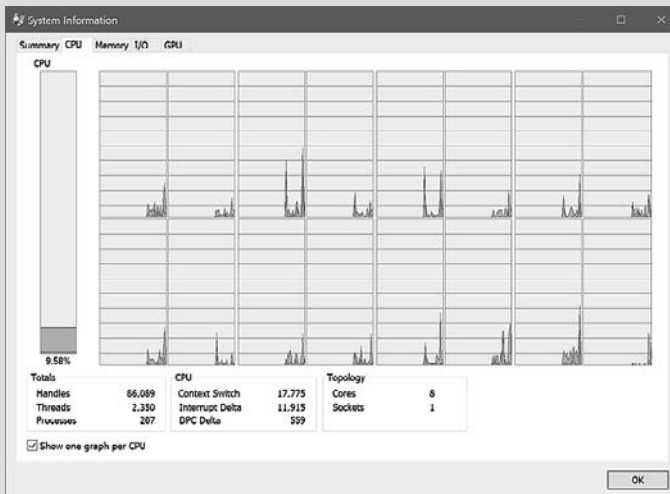 System Information
Summary CPU Memory I/O GPU
CPU
9.58%
Totals
Handles 86,089
Threads 2,350
Processes 207
CPU
Context Switch 17,775
Interrupt Delta 11,915
DPC Delta 559
Topology
Cores 8
Sockets 1
Show one graph per CPU
OK